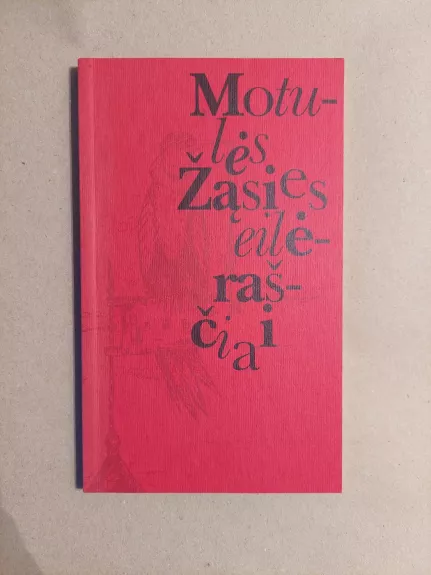 Motu-
lės
Žąsies
eilė-
raš-
čiai